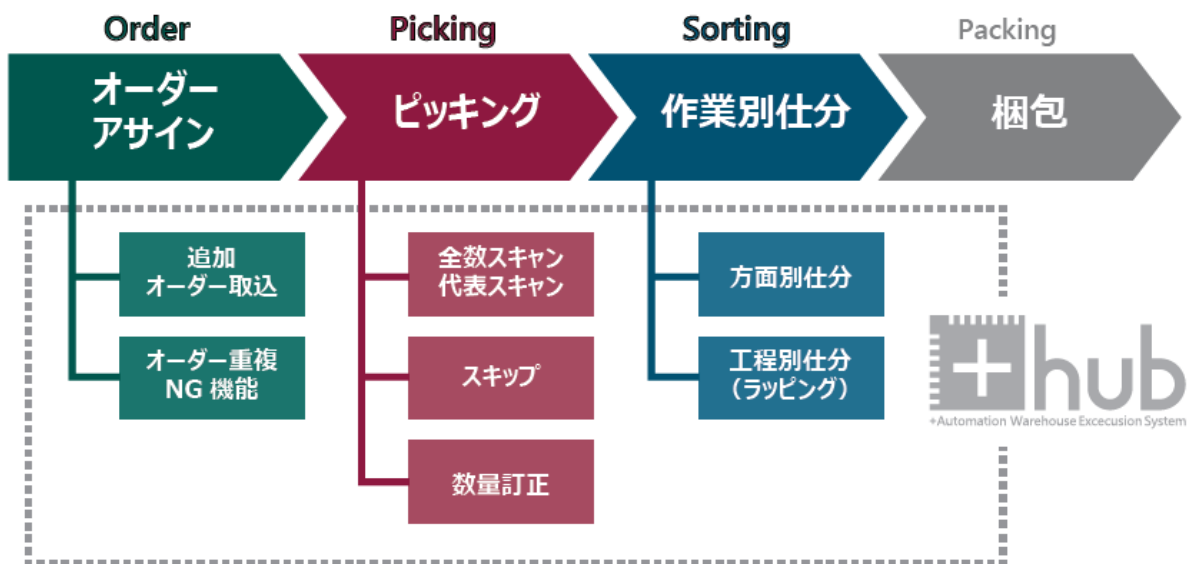 Order
Picking
Sorting
Packing
オーダー
アサイン
ピッキング
作業別仕分
梱包
追加
オーダー取込
全数スキャン
代表スキャン
方面別仕分
オーダー重複
NG 機能
スキップ
工程別仕分
(ラッピング)
数量訂正
+hub
+Automation Warehouse Excecusion System